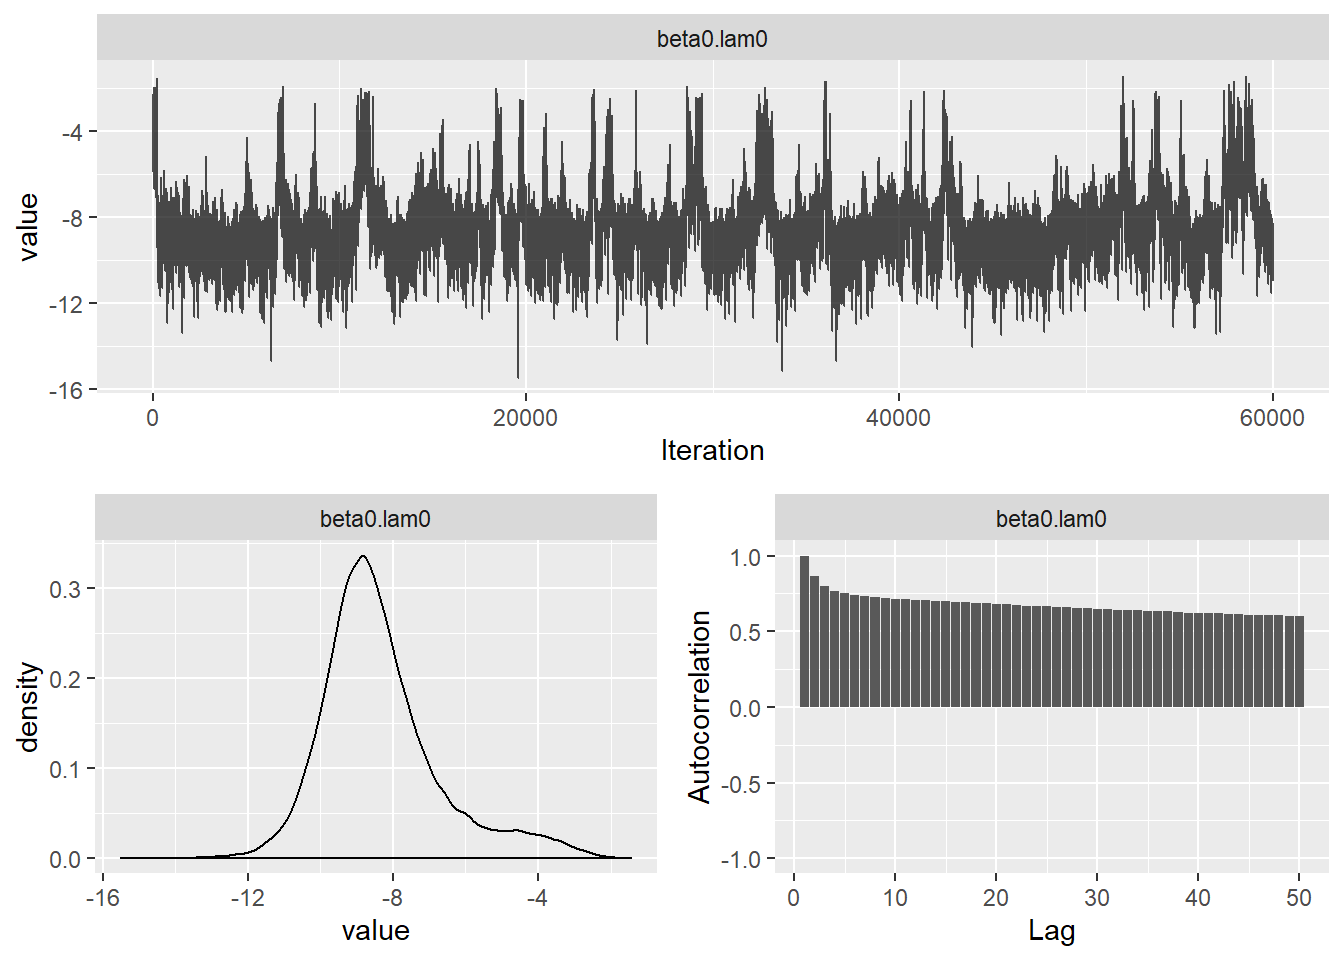 beta0.lam0
value
-4
-8
-12
-16
0 20000 40000 60000
Iteration
beta0.lam0
density
0.3
0.2
0.1
0.0
-16 -12 -8 -4
value
beta0.lam0
Autocorrelation
1.0
0.5
0.0
-0.5
-1.0
0 10 20 30 40 50
Lag